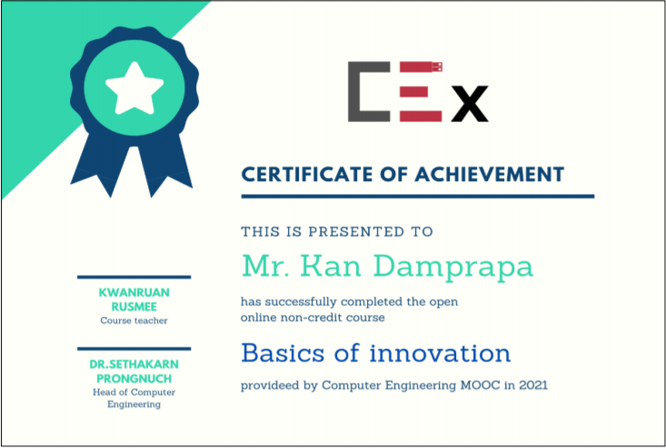 CEx
CERTIFICATE OF ACHIEVEMENT
THIS IS PRESENTED TO
Mr. Kan Damprapa
has successfully completed the open
online non-credit course
Basics of innovation
provideed by Computer Engineering MOOC in 2021
KWANRUAN
RUSMEE
Course teacher
DR.SETHAKARN
PRONGNUCH
Head of Computer
Engineering